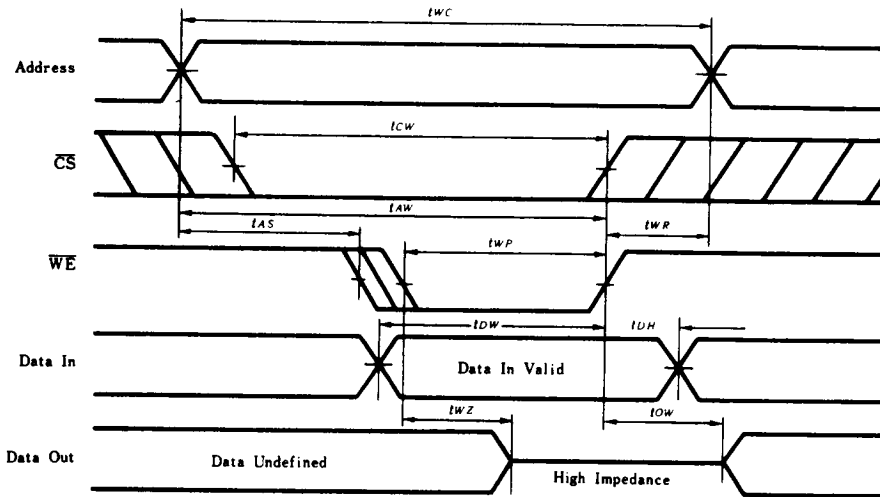 tWC
Address
tCW
CS
tAW
tAS
tWR
WE
tWP
tDW
tDH
Data In
Data In Valid
tWZ
tOW
Data Out
Data Undefined
High Impedance